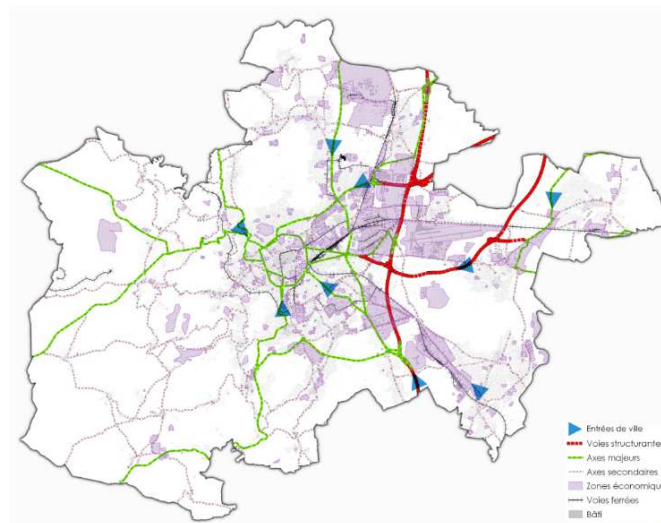 Entrées de ville
Voies structurante
Axes majeurs
Axes secondaires
Zones économiqu
Voies ferrées
Bâti